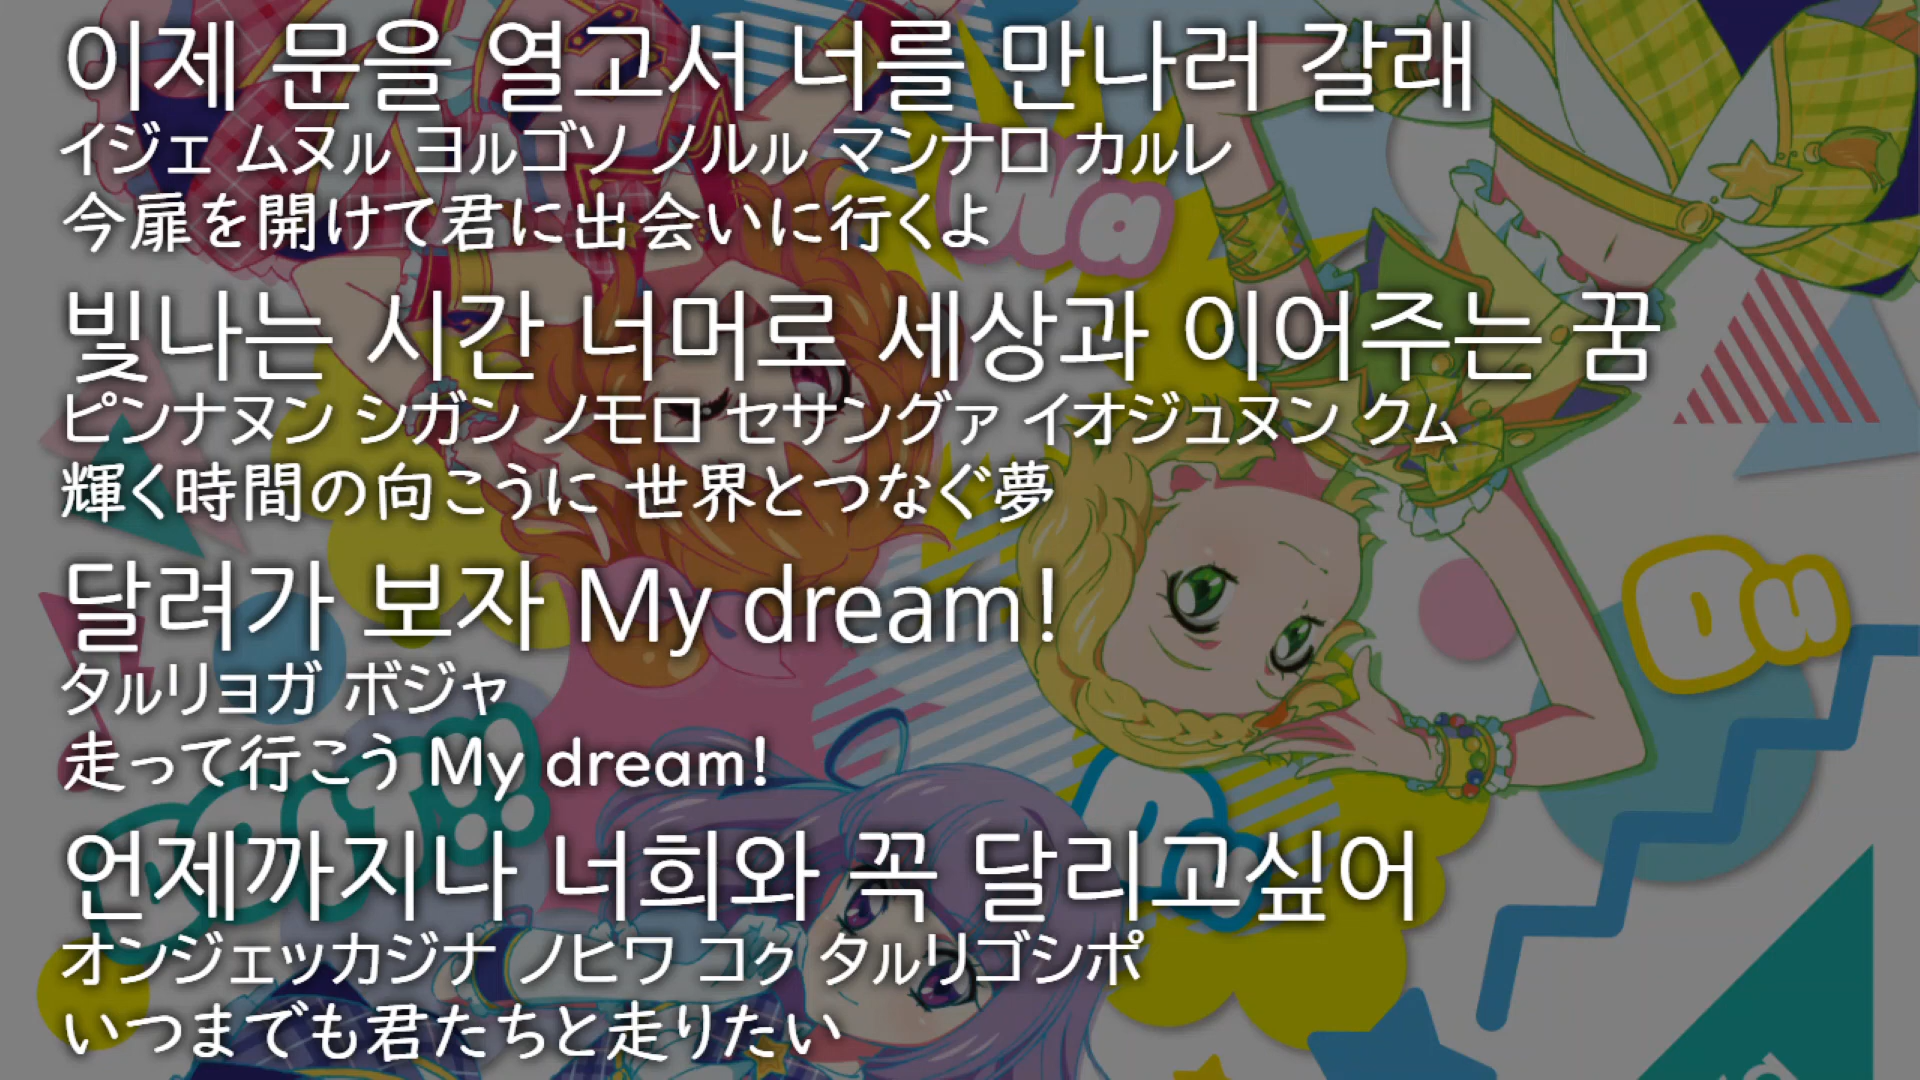 이제 문을 열고서 너를 만나러 갈래
イジェ ムヌル ヨルゴソ ノルル マンナロ カルレ
今扉を開けて君に出会いに行くよ
빛나는 시간 너머로 세상과 이어주는 꿈
ピンナヌン シガン ノモロ セサングァ イオジュヌン クム
輝く時間の向こうに 世界とつなぐ夢
달려가 보자 My dream!
タルリョガ ボジャ
走って行こう My dream!
언제까지나 너희와 꼭 달리고싶어
オンジェッカジナ ノヒワ コク タルリゴシポ
いつまでも君たちと走りたい
Wa
Du
DO IT!!